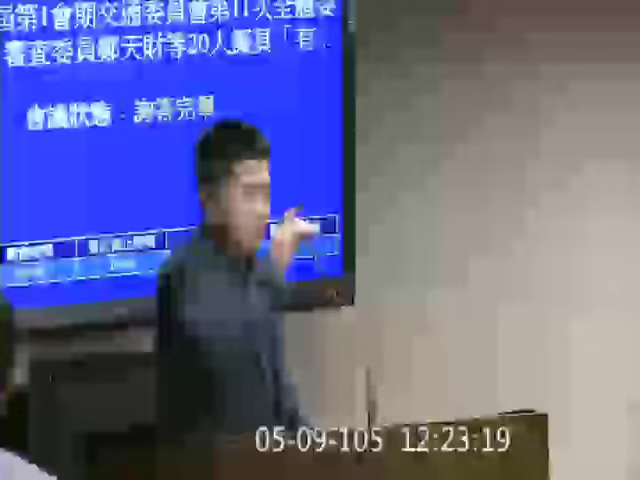 屆第1會期交通委員會第11次全體委
審查委員鄭天財等20人擬具「有
會議狀態：詢答完畢
05-09-105 12:23:19